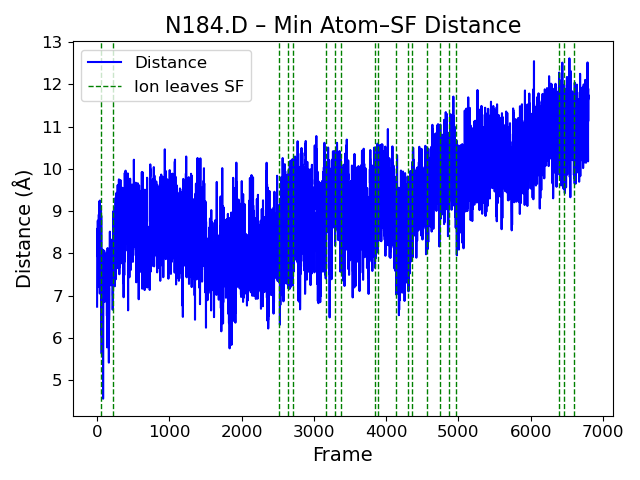 N184.D – Min Atom–SF Distance
Distance
Ion leaves SF
Distance (Å)
13
12
11
10
9
8
7
6
5
0 1000 2000 3000 4000 5000 6000 7000
Frame